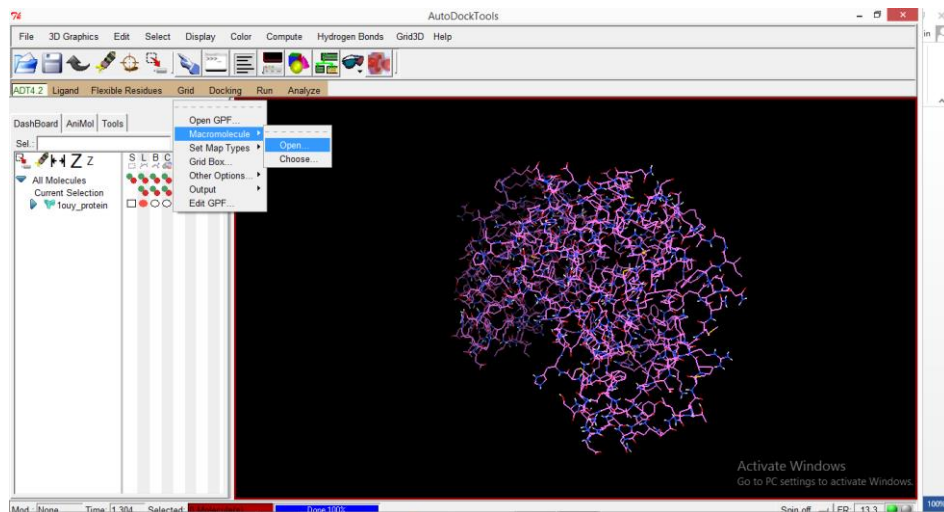 AutoDockTools
File 3D Graphics Edit Select Display Color Compute Hydrogen Bonds Grid3D Help
in
ADT4.2 Ligand Flexible Residues Grid Docking Run Analyze
Open GPF...
DashBoard AniMol Tools
Macromolecule
Open...
Sel.:
Set Map Types
Choose...
Z Z
S L B C
Grid Box...
All Molecules
Other Options...
Current Selection
Output
1ouy_protein
Edit GPF...
Activate Windows
Go to PC settings to activate Windows.
Mod.: None Time: 1.304 Selected: Done 100% Spin off FR: 13.3
100%